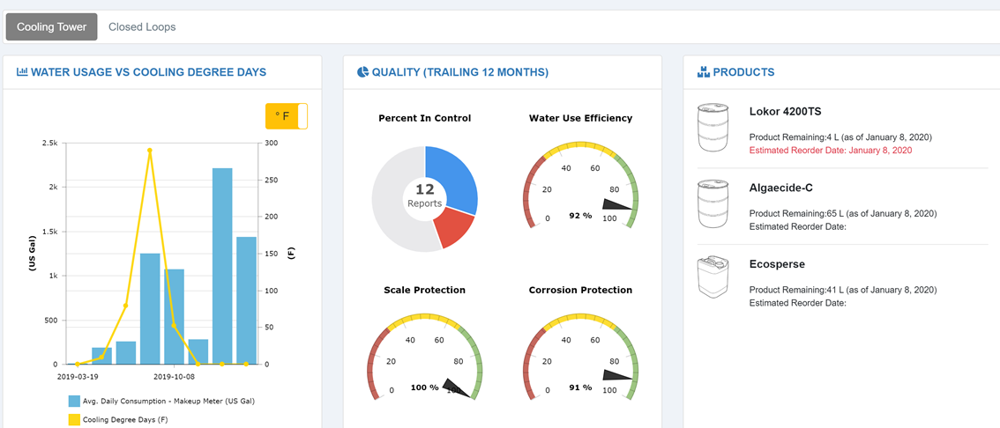 Cooling Tower
Closed Loops
WATER USAGE VS COOLING DEGREE DAYS
° F
2.5k
2k
1.5k
1k
500
0
300
250
200
150
100
50
0
(US Gal)
(F)
2019-03-19
2019-10-08
Avg. Daily Consumption - Makeup Meter (US Gal)
Cooling Degree Days (F)
QUALITY (TRAILING 12 MONTHS)
Percent In Control
12
Reports
Water Use Efficiency
0
20
40
60
80
100
92 %
Scale Protection
0
20
40
60
80
100
100 %
Corrosion Protection
0
20
40
60
80
100
91 %
PRODUCTS
Lokor 4200TS
Product Remaining:4 L (as of January 8, 2020)
Estimated Reorder Date: January 8, 2020
Algaecide-C
Product Remaining:65 L (as of January 8, 2020)
Estimated Reorder Date:
Ecosperse
Product Remaining:41 L (as of January 8, 2020)
Estimated Reorder Date: